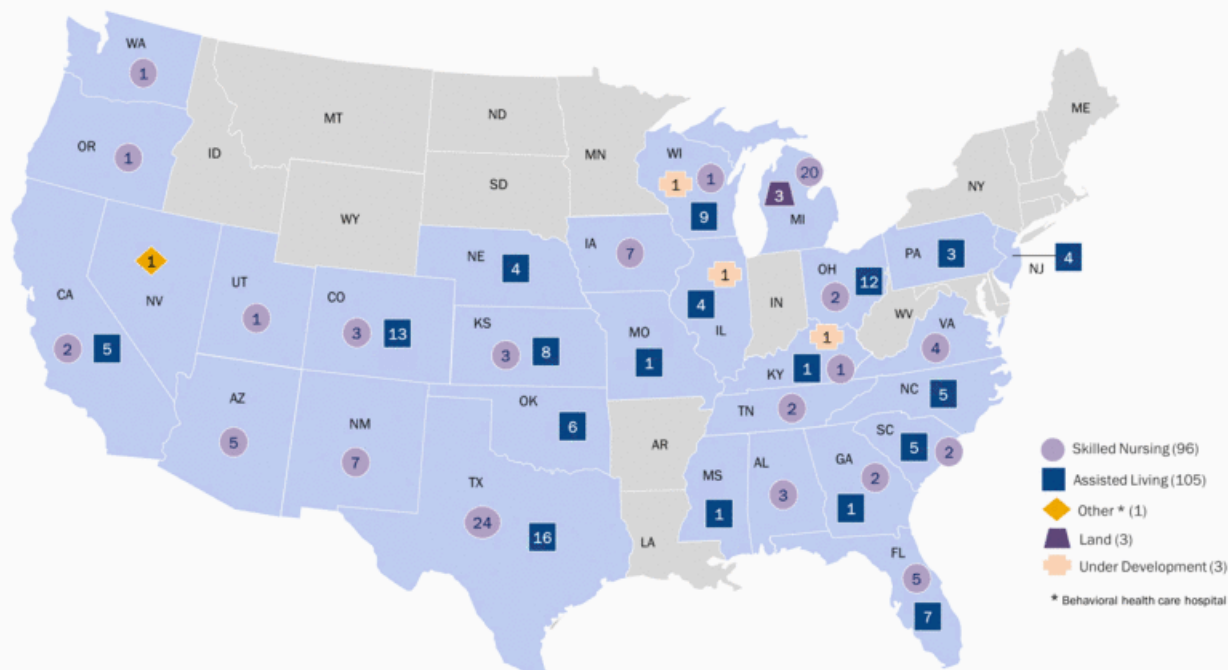 WA
1
OR
1
ID
MT
ND
SD
WY
MN
WI
1
1
9
3
20
MI
NY
ME
CA
2
5
1
NV
UT
1
CO
3
13
NE
4
IA
7
KS
3
8
MO
1
1
4
IL
IN
OH
12
2
PA
3
NJ
4
WV
VA
4
1
KY
1
1
AZ
5
NM
7
OK
6
TX
24
16
AR
LA
TN
2
NC
5
SC
5
2
MS
1
AL
3
GA
2
1
FL
5
7
Skilled Nursing (96)
Assisted Living (105)
Other * (1)
Land (3)
Under Development (3)
* Behavioral health care hospital